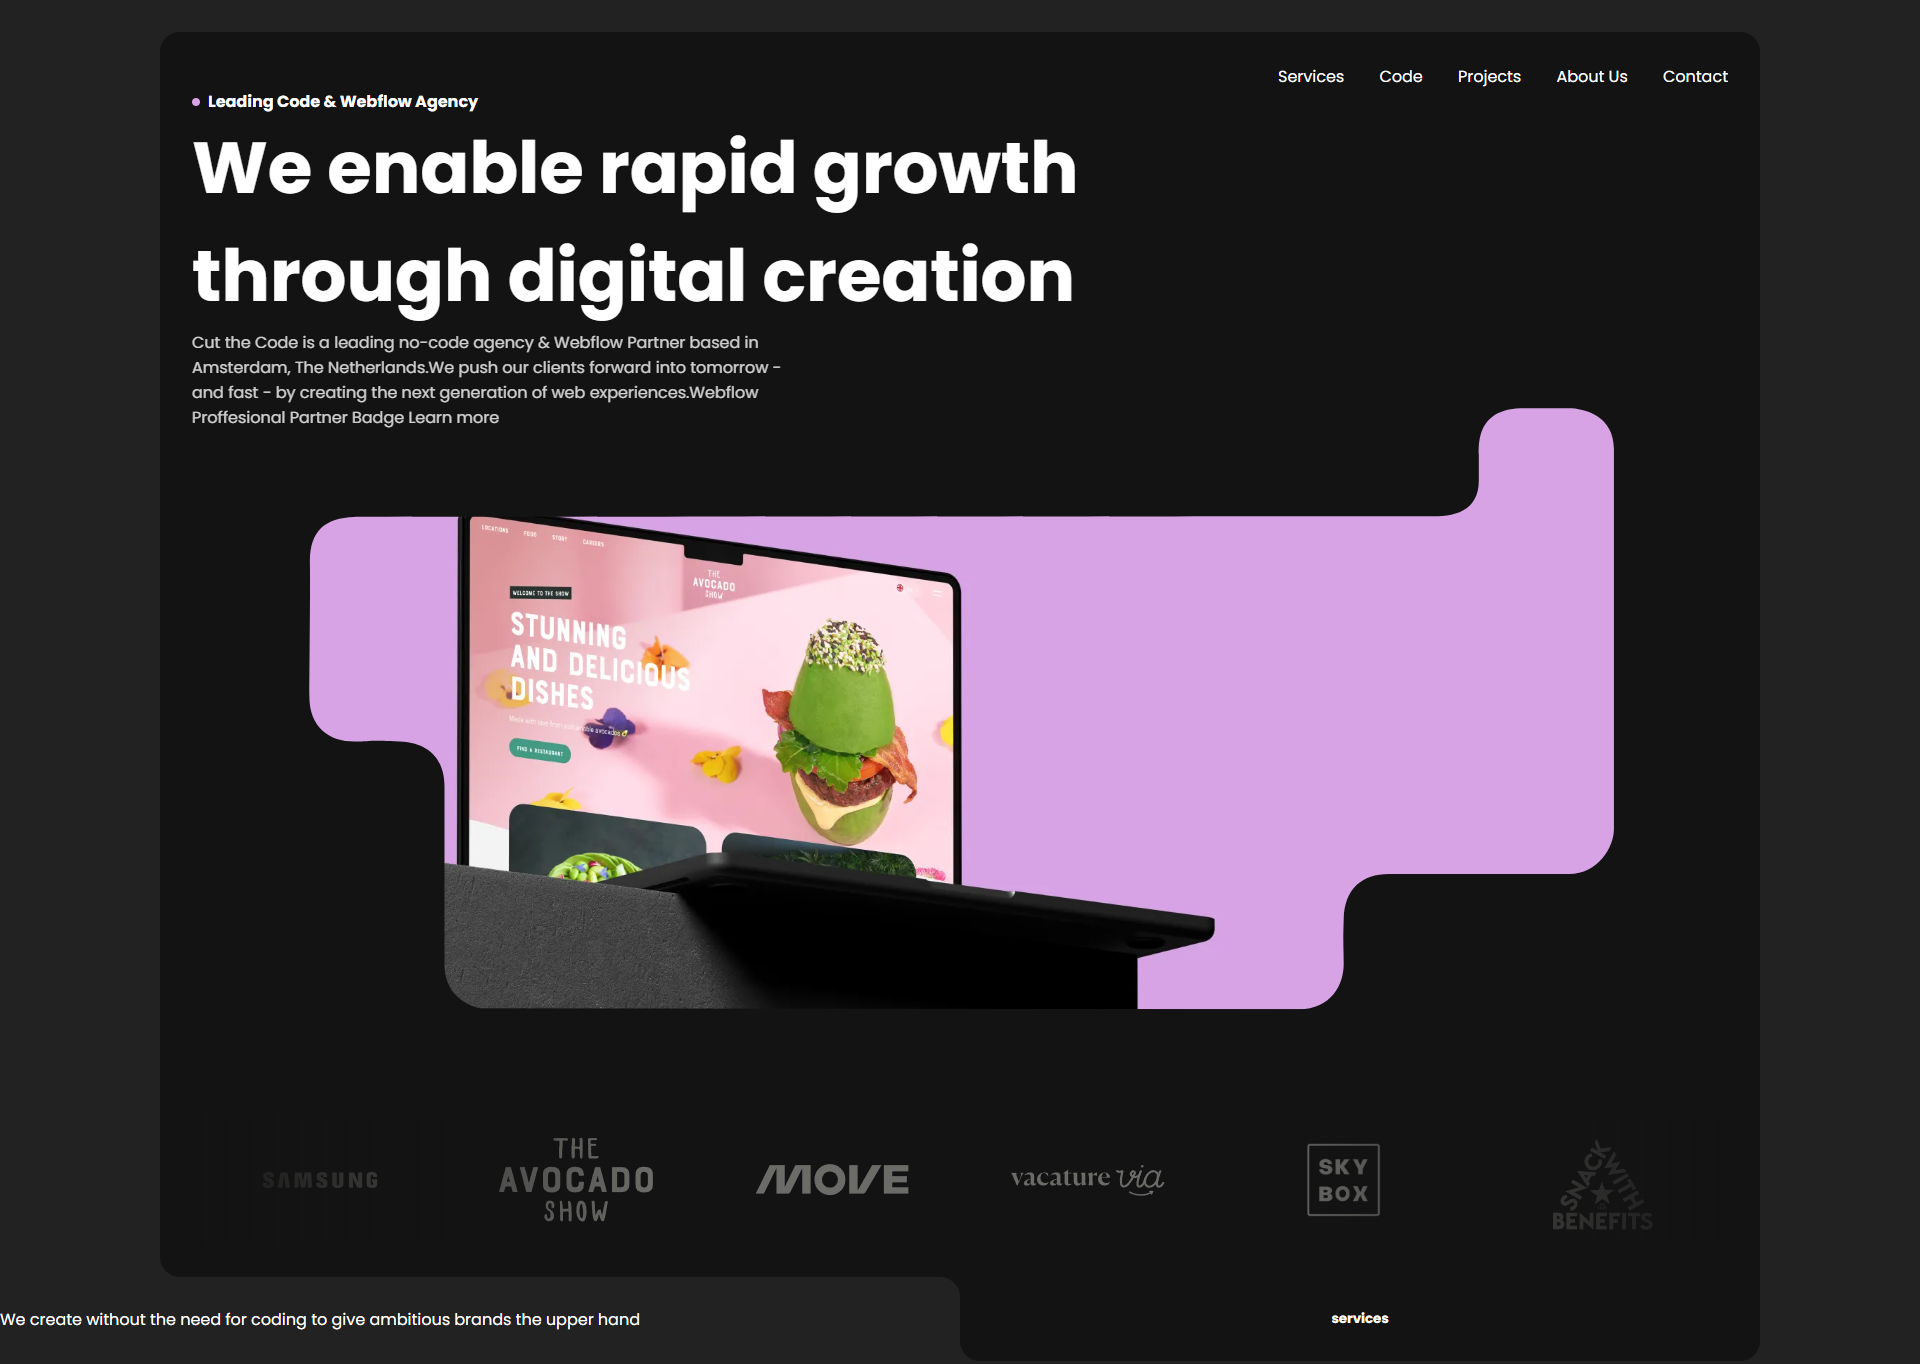 Services Code Projects About Us Contact
Leading Code & Webflow Agency
We enable rapid growth
through digital creation
Cut the Code is a leading no-code agency & Webflow Partner based in
Amsterdam, The Netherlands.We push our clients forward into tomorrow -
and fast - by creating the next generation of web experiences.Webflow
Proffesional Partner Badge Learn more
LOCATIONS FOOD STORY CAREERS
THE
AVOCADO
SHOW
WELCOME TO THE SHOW
STUNNING
AND DELICIOUS
DISHES
FIND A RESTAURANT
SAMSUNG
THE
AVOCADO
SHOW
MOVE
vacature via
SKY
BOX
SNACK
WITH
BENEFITS
We create without the need for coding to give ambitious brands the upper hand
services